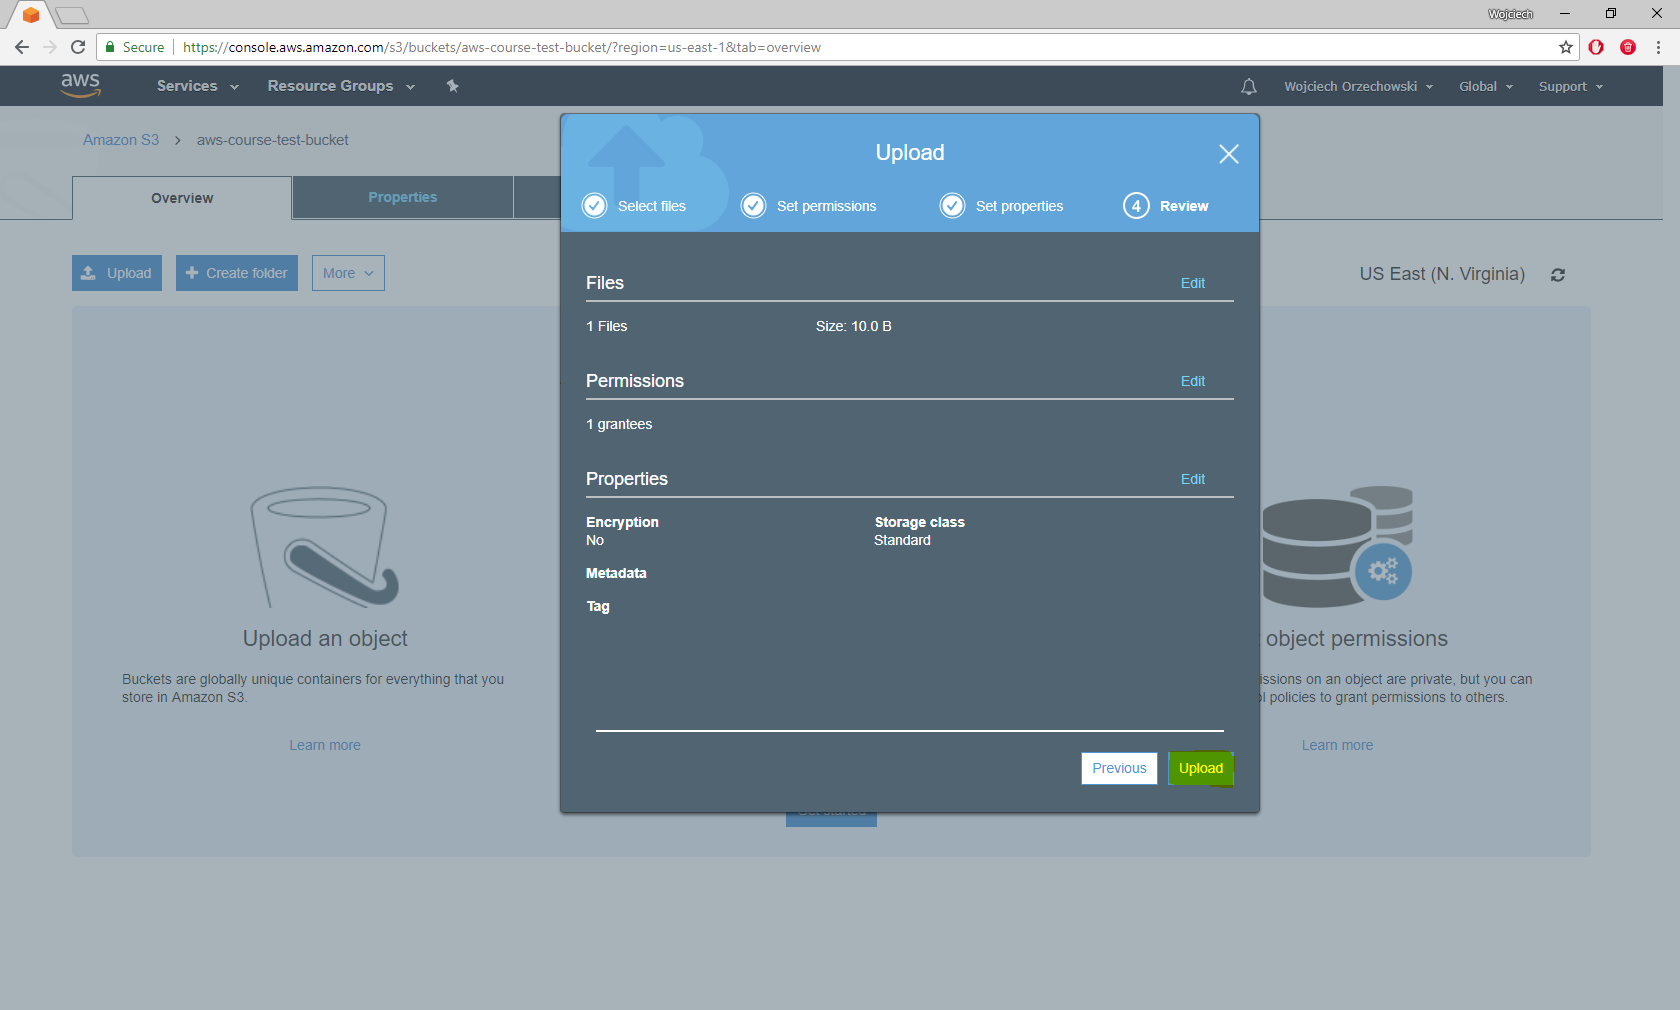 Wojciech
Secure https://console.aws.amazon.com/s3/buckets/aws-course-test-bucket/?region=us-east-1&tab=overview
aws Services Resource Groups Wojciech Orzechowski Global Support
Amazon S3 > aws-course-test-bucket
Overview Properties
Upload
Select files Set permissions Set properties 4 Review
Upload + Create folder More US East (N. Virginia)
Files Edit
1 Files Size: 10.0 B
Permissions Edit
1 grantees
Properties Edit
Encryption Storage class
No Standard
Metadata
Tag
Upload an object
Buckets are globally unique containers for everything that you
store in Amazon S3.
Learn more
object permissions
issions on an object are private, but you can
ol policies to grant permissions to others.
Learn more
Previous Upload
Get started